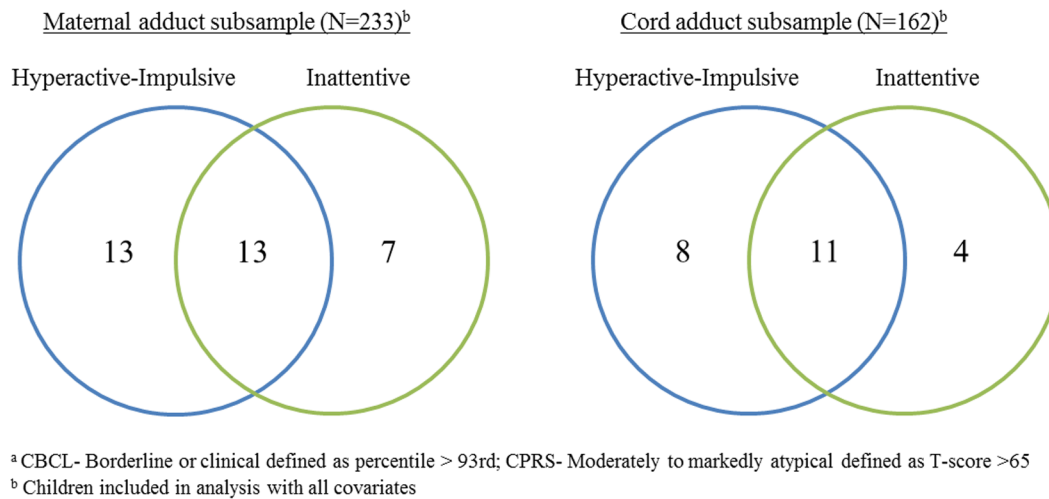 Maternal adduct subsample (N=233)b
Cord adduct subsample (N=162)b
Hyperactive-Impulsive
Inattentive
Hyperactive-Impulsive
Inattentive
13
13
7
8
11
4
a CBCL- Borderline or clinical defined as percentile > 93rd; CPRS- Moderately to markedly atypical defined as T-score >65
b Children included in analysis with all covariates